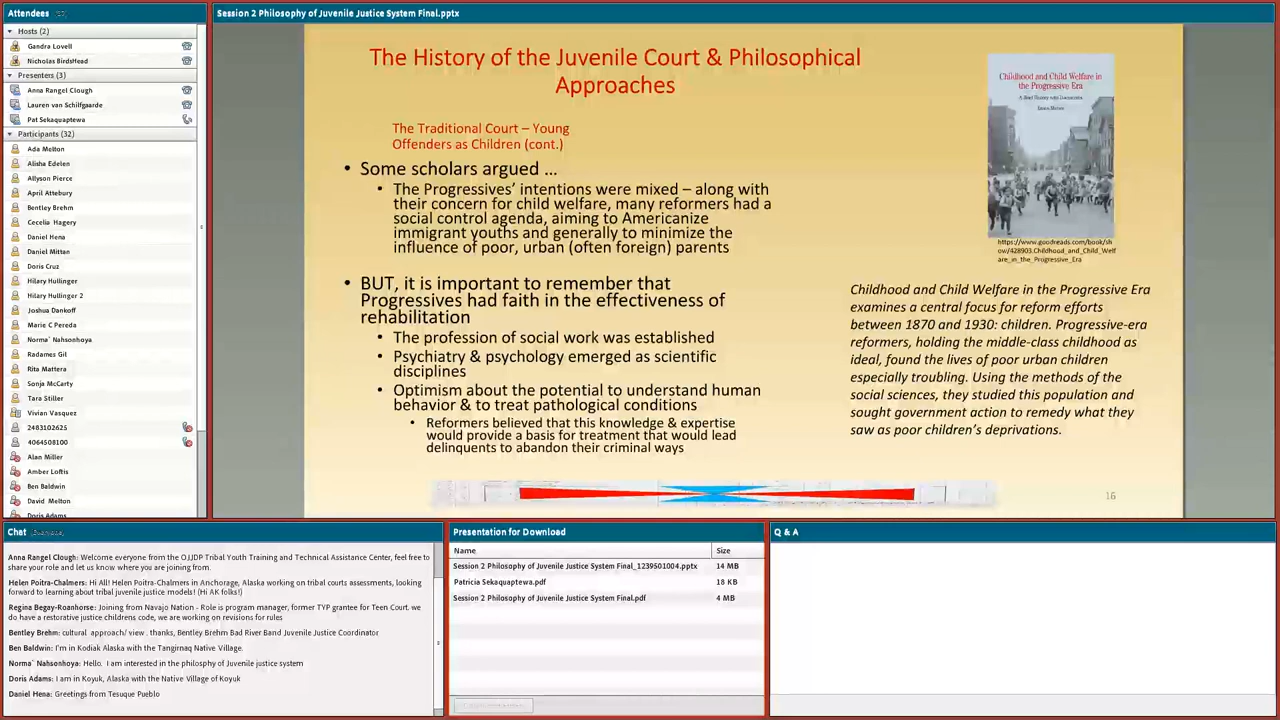 Attendees
Session 2 Philosophy of Juvenile Justice System Final.pptx
Hosts (2)
Gandra Lovell
Nicholas BirdsHead
Presenters (3)
Anna Rangel Clough
Lauren van Schilfgaarde
Pat Sekaquaptewa
Participants (32)
Ada Melton
Alisha Edelen
Allyson Pierce
April Attebury
Bentley Brehm
Cecelia Hagery
Daniel Hena
Daniel Mittan
Doris Cruz
Hilary Hullinger
Hilary Hullinger 2
Joshua Dankoff
Marie C Pereda
Norma` Nahsonhoya
Radames Gil
Rita Mattera
Sonja McCarty
Tara Stiller
Vivian Vasquez
2483102625
4064508100
Alan Miller
Amber Loftis
Ben Baldwin
David Melton
Doris Adams
The History of the Juvenile Court & Philosophical
Approaches
The Traditional Court – Young
Offenders as Children (cont.)
• Some scholars argued …
• The Progressives’ intentions were mixed – along with
their concern for child welfare, many reformers had a
social control agenda, aiming to Americanize
immigrant youths and generally to minimize the
influence of poor, urban (often foreign) parents
• BUT, it is important to remember that
Progressives had faith in the effectiveness of
rehabilitation
• The profession of social work was established
• Psychiatry & psychology emerged as scientific
disciplines
• Optimism about the potential to understand human
behavior & to treat pathological conditions
• Reformers believed that this knowledge & expertise
would provide a basis for treatment that would lead
delinquents to abandon their criminal ways
Childhood and Child Welfare in
the Progressive Era
A Brief History with Documents
https://www.goodreads.com/book/sh
ow/428903.Childhood_and_Child_Welf
are_in_the_Progressive_Era
Childhood and Child Welfare in the Progressive Era
examines a central focus for reform efforts
between 1870 and 1930: children. Progressive-era
reformers, holding the middle-class childhood as
ideal, found the lives of poor urban children
especially troubling. Using the methods of the
social sciences, they studied this population and
sought government action to remedy what they
saw as poor children’s deprivations.
16
Chat (Everyone)
Anna Rangel Clough: Welcome everyone from the OJJDP Tribal Youth Training and Technical Assistance Center, feel free to
share your role and let us know where you are joining from.
Helen Poitra-Chalmers: Hi All! Helen Poitra-Chalmers in Anchorage, Alaska working on tribal courts assessments, looking
forward to learning about tribal juvenile justice models! (Hi AK folks!)
Regina Begay-Roanhorse: Joining from Navajo Nation - Role is program manager, former TYP grantee for Teen Court. we
do have a restorative justice childrens code, we are working on revisions for rules
Bentley Brehm: cultural approach/ view . thanks, Bentley Brehm Bad River Band Juvenile Justice Coordinator
Ben Baldwin: I'm in Kodiak Alaska with the Tangirnaq Native Village.
Norma` Nahsonhoya: Hello. I am interested in the philosphy of Juvenile justice system
Doris Adams: I am in Koyuk, Alaska with the Native Village of Koyuk
Daniel Hena: Greetings from Tesuque Pueblo
Presentation for Download
Name Size
Session 2 Philosophy of Juvenile Justice System Final_1239501004.pptx 14 MB
Patricia Sekaquaptewa.pdf 18 KB
Session 2 Philosophy of Juvenile Justice System Final.pdf 4 MB
Q & A